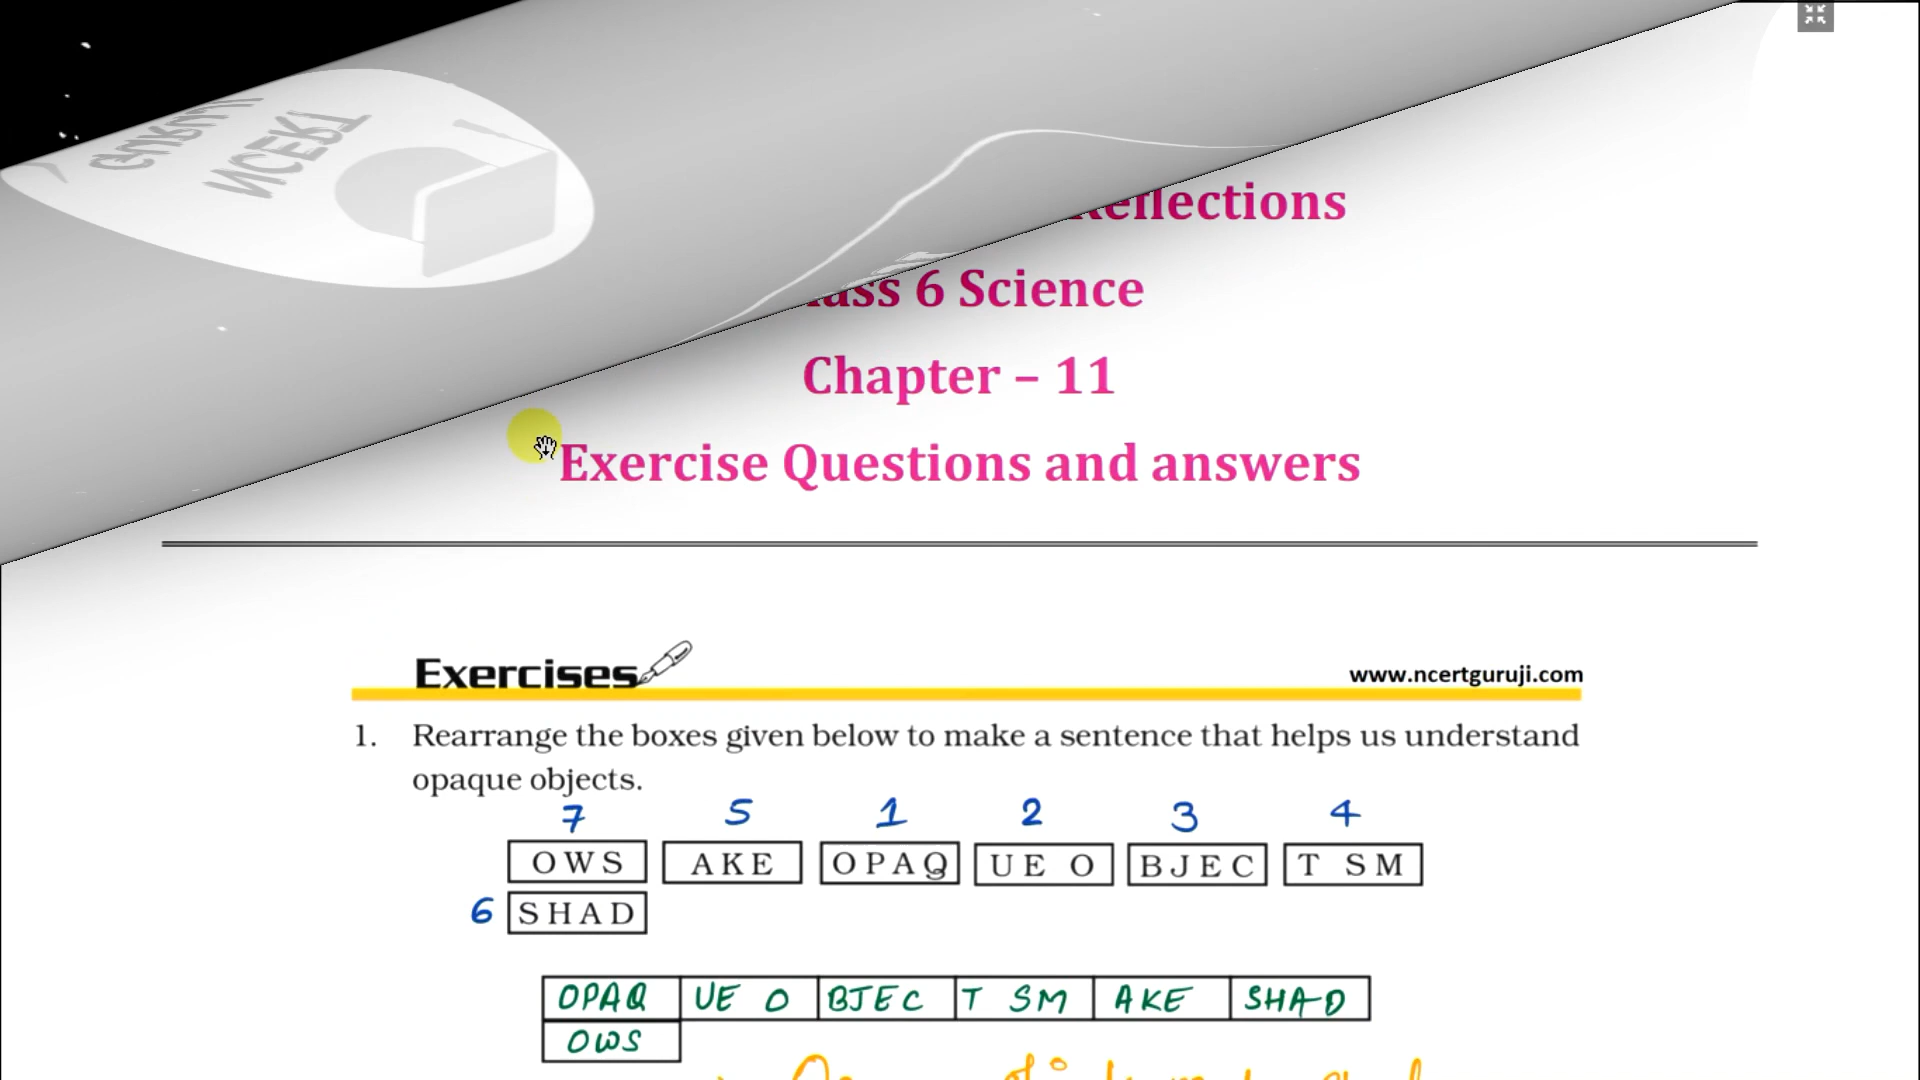 NCERT
GURUJI
Reflections
Class 6 Science
Chapter – 11
Exercise Questions and answers
Exercises
www.ncertguruji.com
1. Rearrange the boxes given below to make a sentence that helps us understand
opaque objects.
7 5 1 2 3 4
OWS AKE OPAQ UE O BJEC T SM
6 SHAD
OPAQ UE O BJEC T SM AKE SHAD
OWS